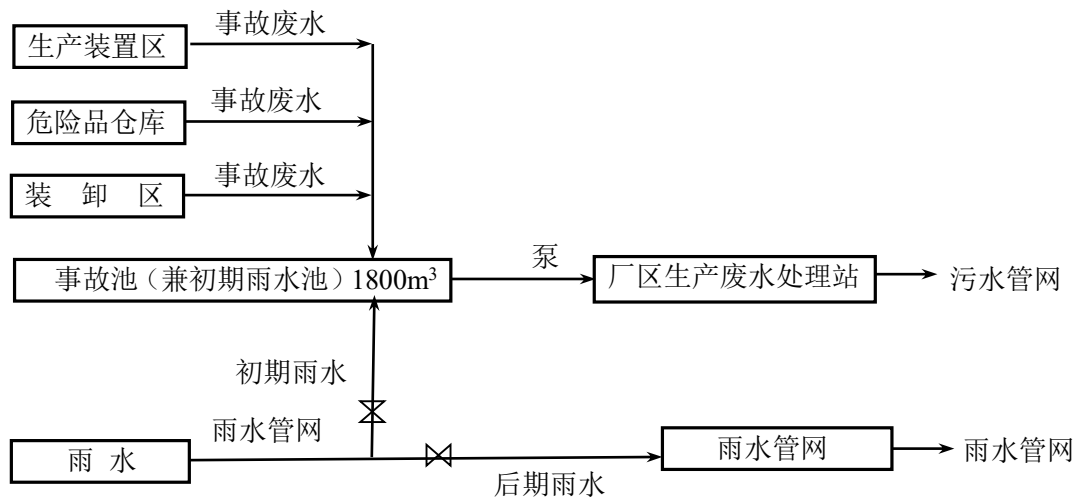 事故废水
生产装置区
事故废水
危险品仓库
事故废水
装 卸 区
事故池（兼初期雨水池）1800m³
泵
厂区生产废水处理站
污水管网
初期雨水
雨水管网
雨 水
后期雨水
雨水管网
雨水管网